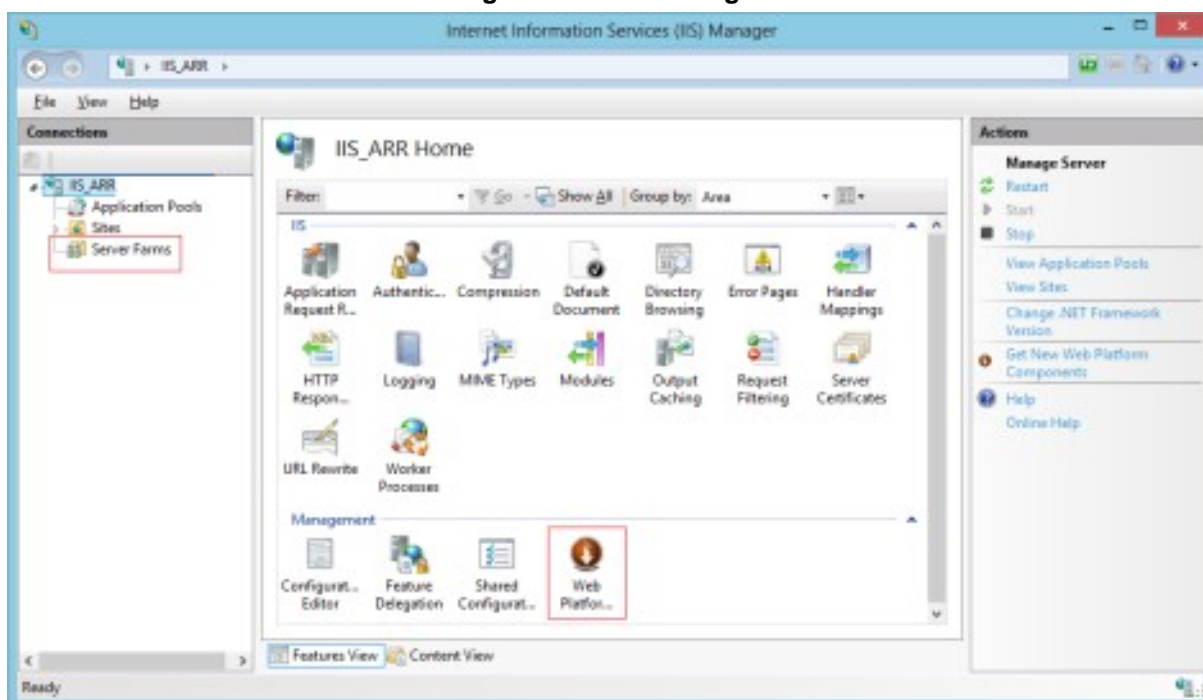 Internet Information Services (IIS) Manager
IIS_ARR
File View Help
Connections
IIS_ARR
Application Pools
Sites
Server Farms
IIS_ARR Home
Filter: Go Show All Group by: Area
IIS
Application Request R...
Authentic...
Compression
Default Document
Directory Browsing
Error Pages
Handler Mappings
HTTP Respon...
Logging
MIME Types
Modules
Output Caching
Request Filtering
Server Certificates
URL Rewrite
Worker Processes
Management
Configurat... Editor
Feature Delegation
Shared Configurat...
Web Platfor...
Features View Content View
Actions
Manage Server
Restart
Start
Stop
View Application Pools
View Sites
Change .NET Framework
Version
Get New Web Platform
Components
Help
Online Help
Ready